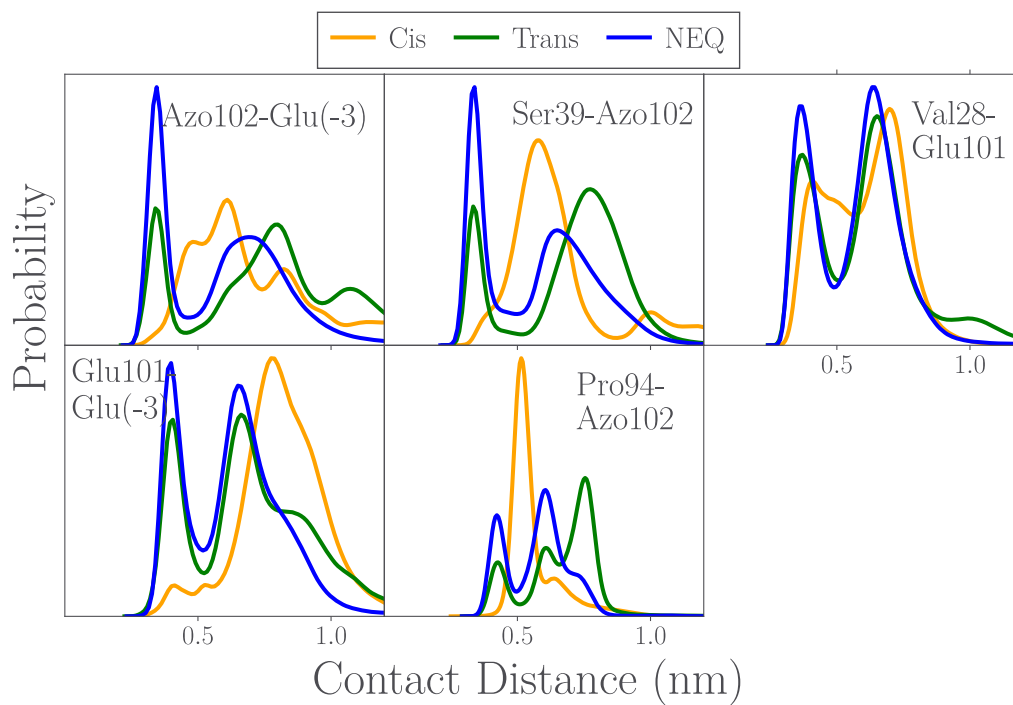 Cis Trans NEQ
Azo102-Glu(-3)
Ser39-Azo102
Val28-
Glu101
0.5 1.0
Probability
Glu101-
Glu(-3)
Pro94-
Azo102
0.5 1.0 0.5 1.0
Contact Distance (nm)